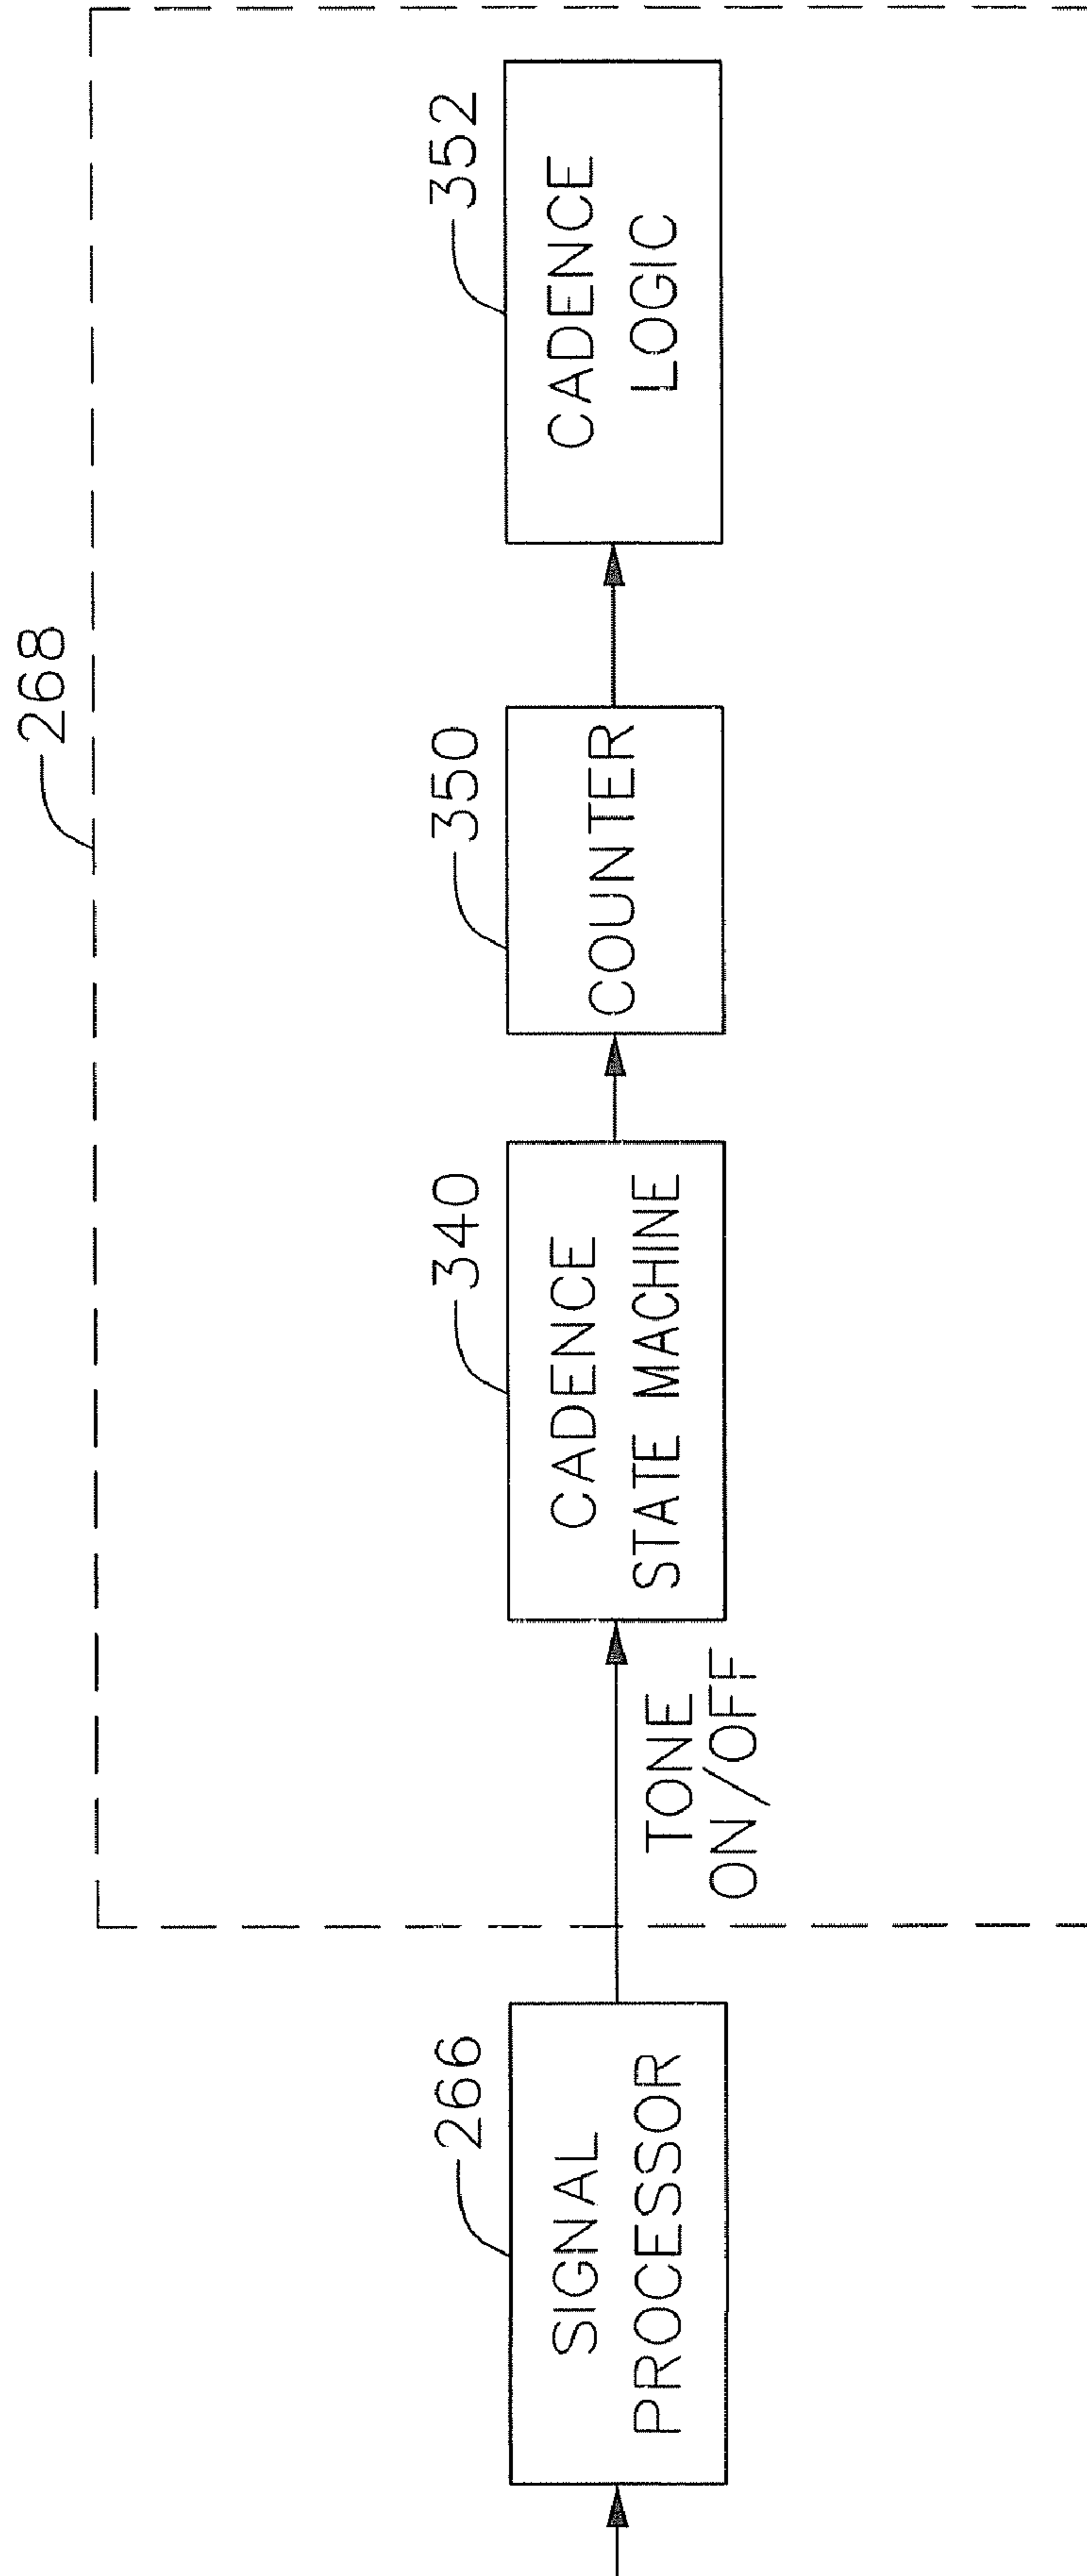 268
266
SIGNAL
PROCESSOR
TONE
ON/OFF
340
CADENCE
STATE MACHINE
350
COUNTER
352
CADENCE
LOGIC